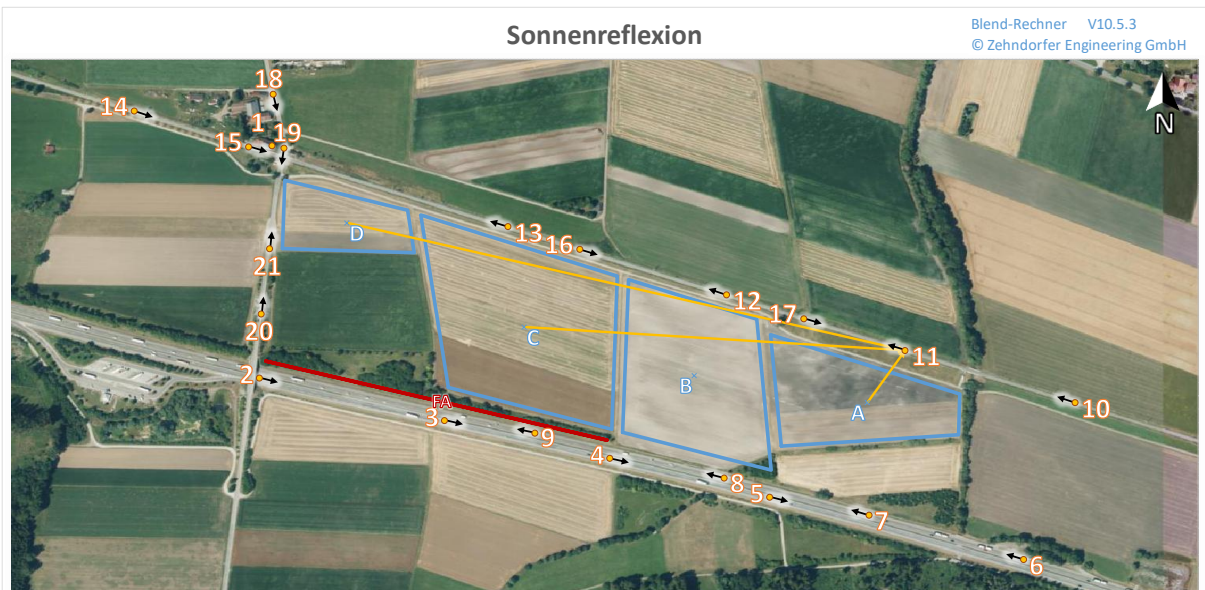 Sonnenreflexion
Blend-Rechner V10.5.3
© Zehndorfer Engineering GmbH
18
14
1
19
15
N
D
13
16
21
12
17
20
C
11
2
B
FA
A
10
3
9
4
8
5
7
6